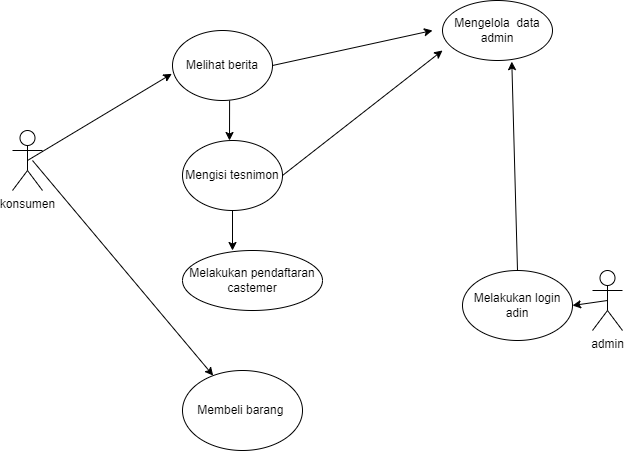 Mengelola data
admin
Melihat berita
Mengisi tesnimon
konsumen
Melakukan pendaftaran
castemer
Melakukan login
adin
admin
Membeli barang